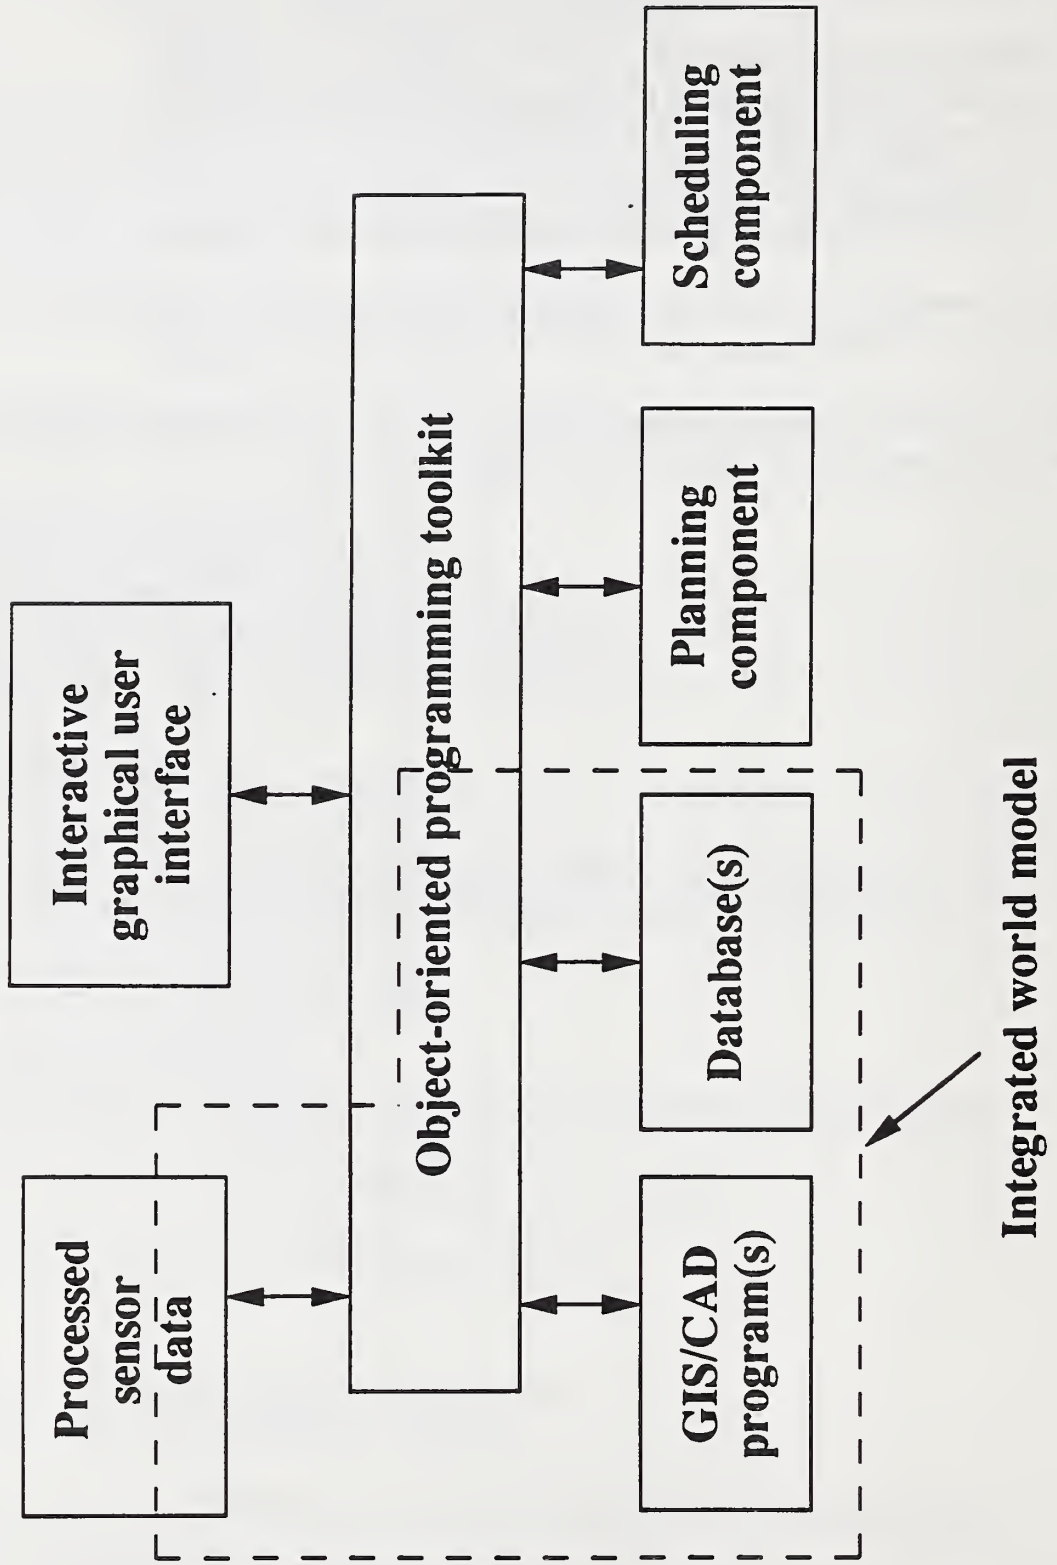 Processed
sensor
data
Interactive
graphical user
interface
Object-oriented programming toolkit
GIS/CAD
program(s)
Database(s)
Planning
component
Scheduling
component
Integrated world model